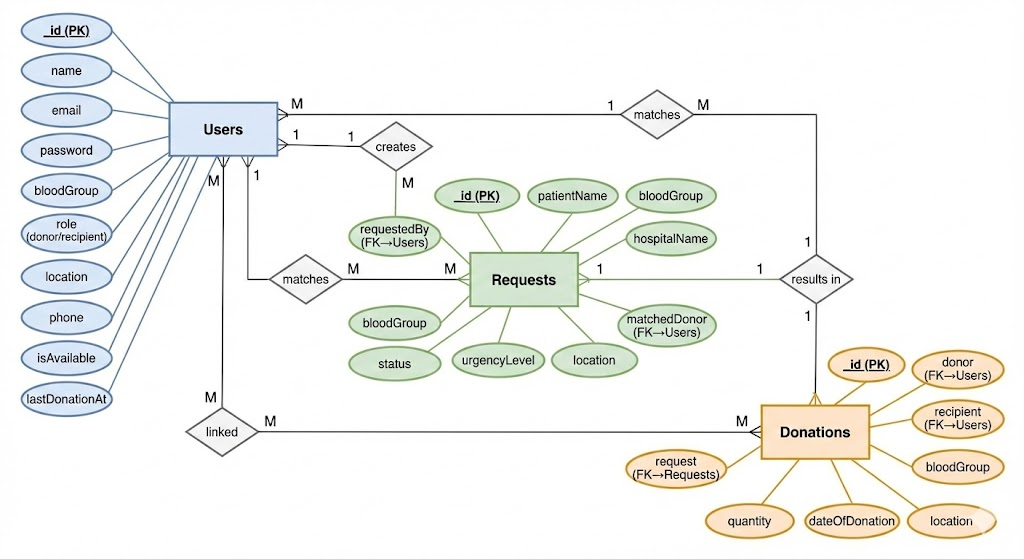 _id (PK)
name
email
password
bloodGroup
role
(donor/recipient)
location
phone
isAvailable
lastDonationAt
Users
M
1
matches
M
1
1
creates
M
M
1
_id (PK)
patientName
bloodGroup
requestedBy
(FK→Users)
hospitalName
matches
M
M
Requests
1
1
1
results in
1
bloodGroup
matchedDonor
(FK→Users)
status
urgencyLevel
location
M
linked
M
M
_id (PK)
donor
(FK→Users)
recipient
(FK→Users)
Donations
request
(FK→Requests)
bloodGroup
quantity
dateOfDonation
location